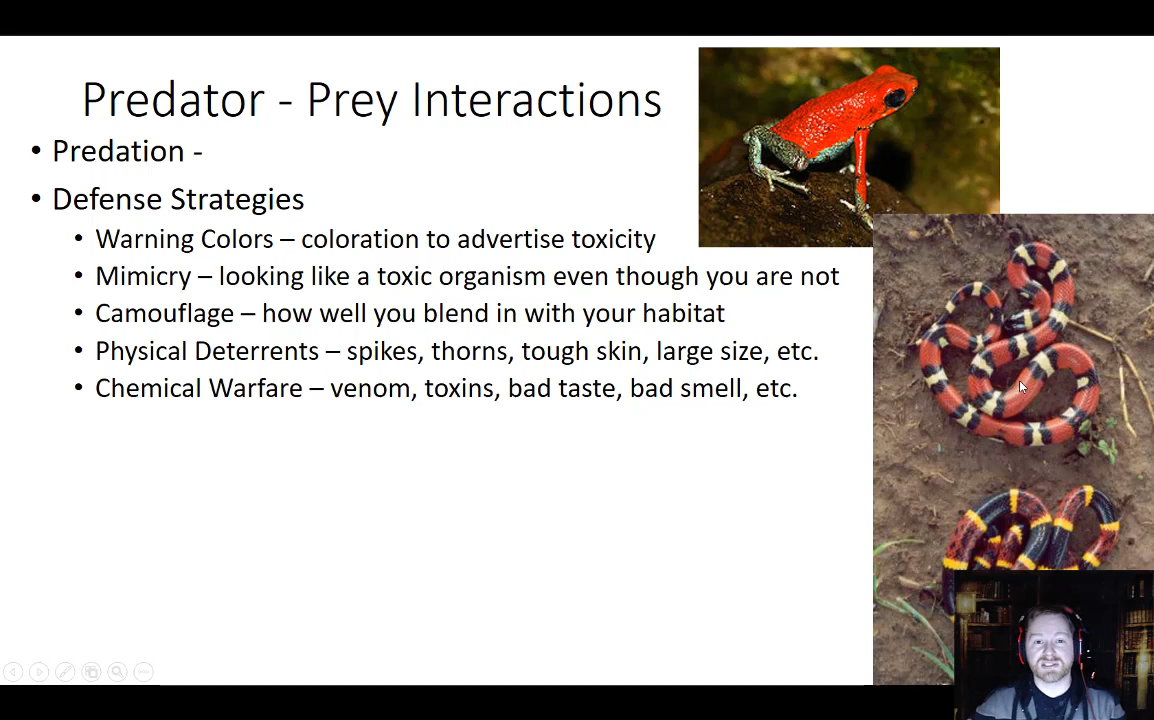 Predator - Prey Interactions
• Predation -
• Defense Strategies
• Warning Colors – coloration to advertise toxicity
• Mimicry – looking like a toxic organism even though you are not
• Camouflage – how well you blend in with your habitat
• Physical Deterrents – spikes, thorns, tough skin, large size, etc.
• Chemical Warfare – venom, toxins, bad taste, bad smell, etc.